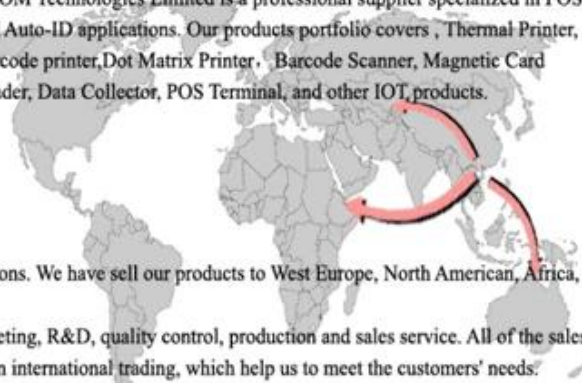 OM Technologies Limited is a professional supplier specialized in POS
Auto-ID applications. Our products portfolio covers , Thermal Printer,
code printer,Dot Matrix Printer， Barcode Scanner, Magnetic Card
der, Data Collector, POS Terminal, and other IOT products.
ons. We have sell our products to West Europe, North American, Africa,
eting, R&D, quality control, production and sales service. All of the sales
n international trading, which help us to meet the customers' needs.